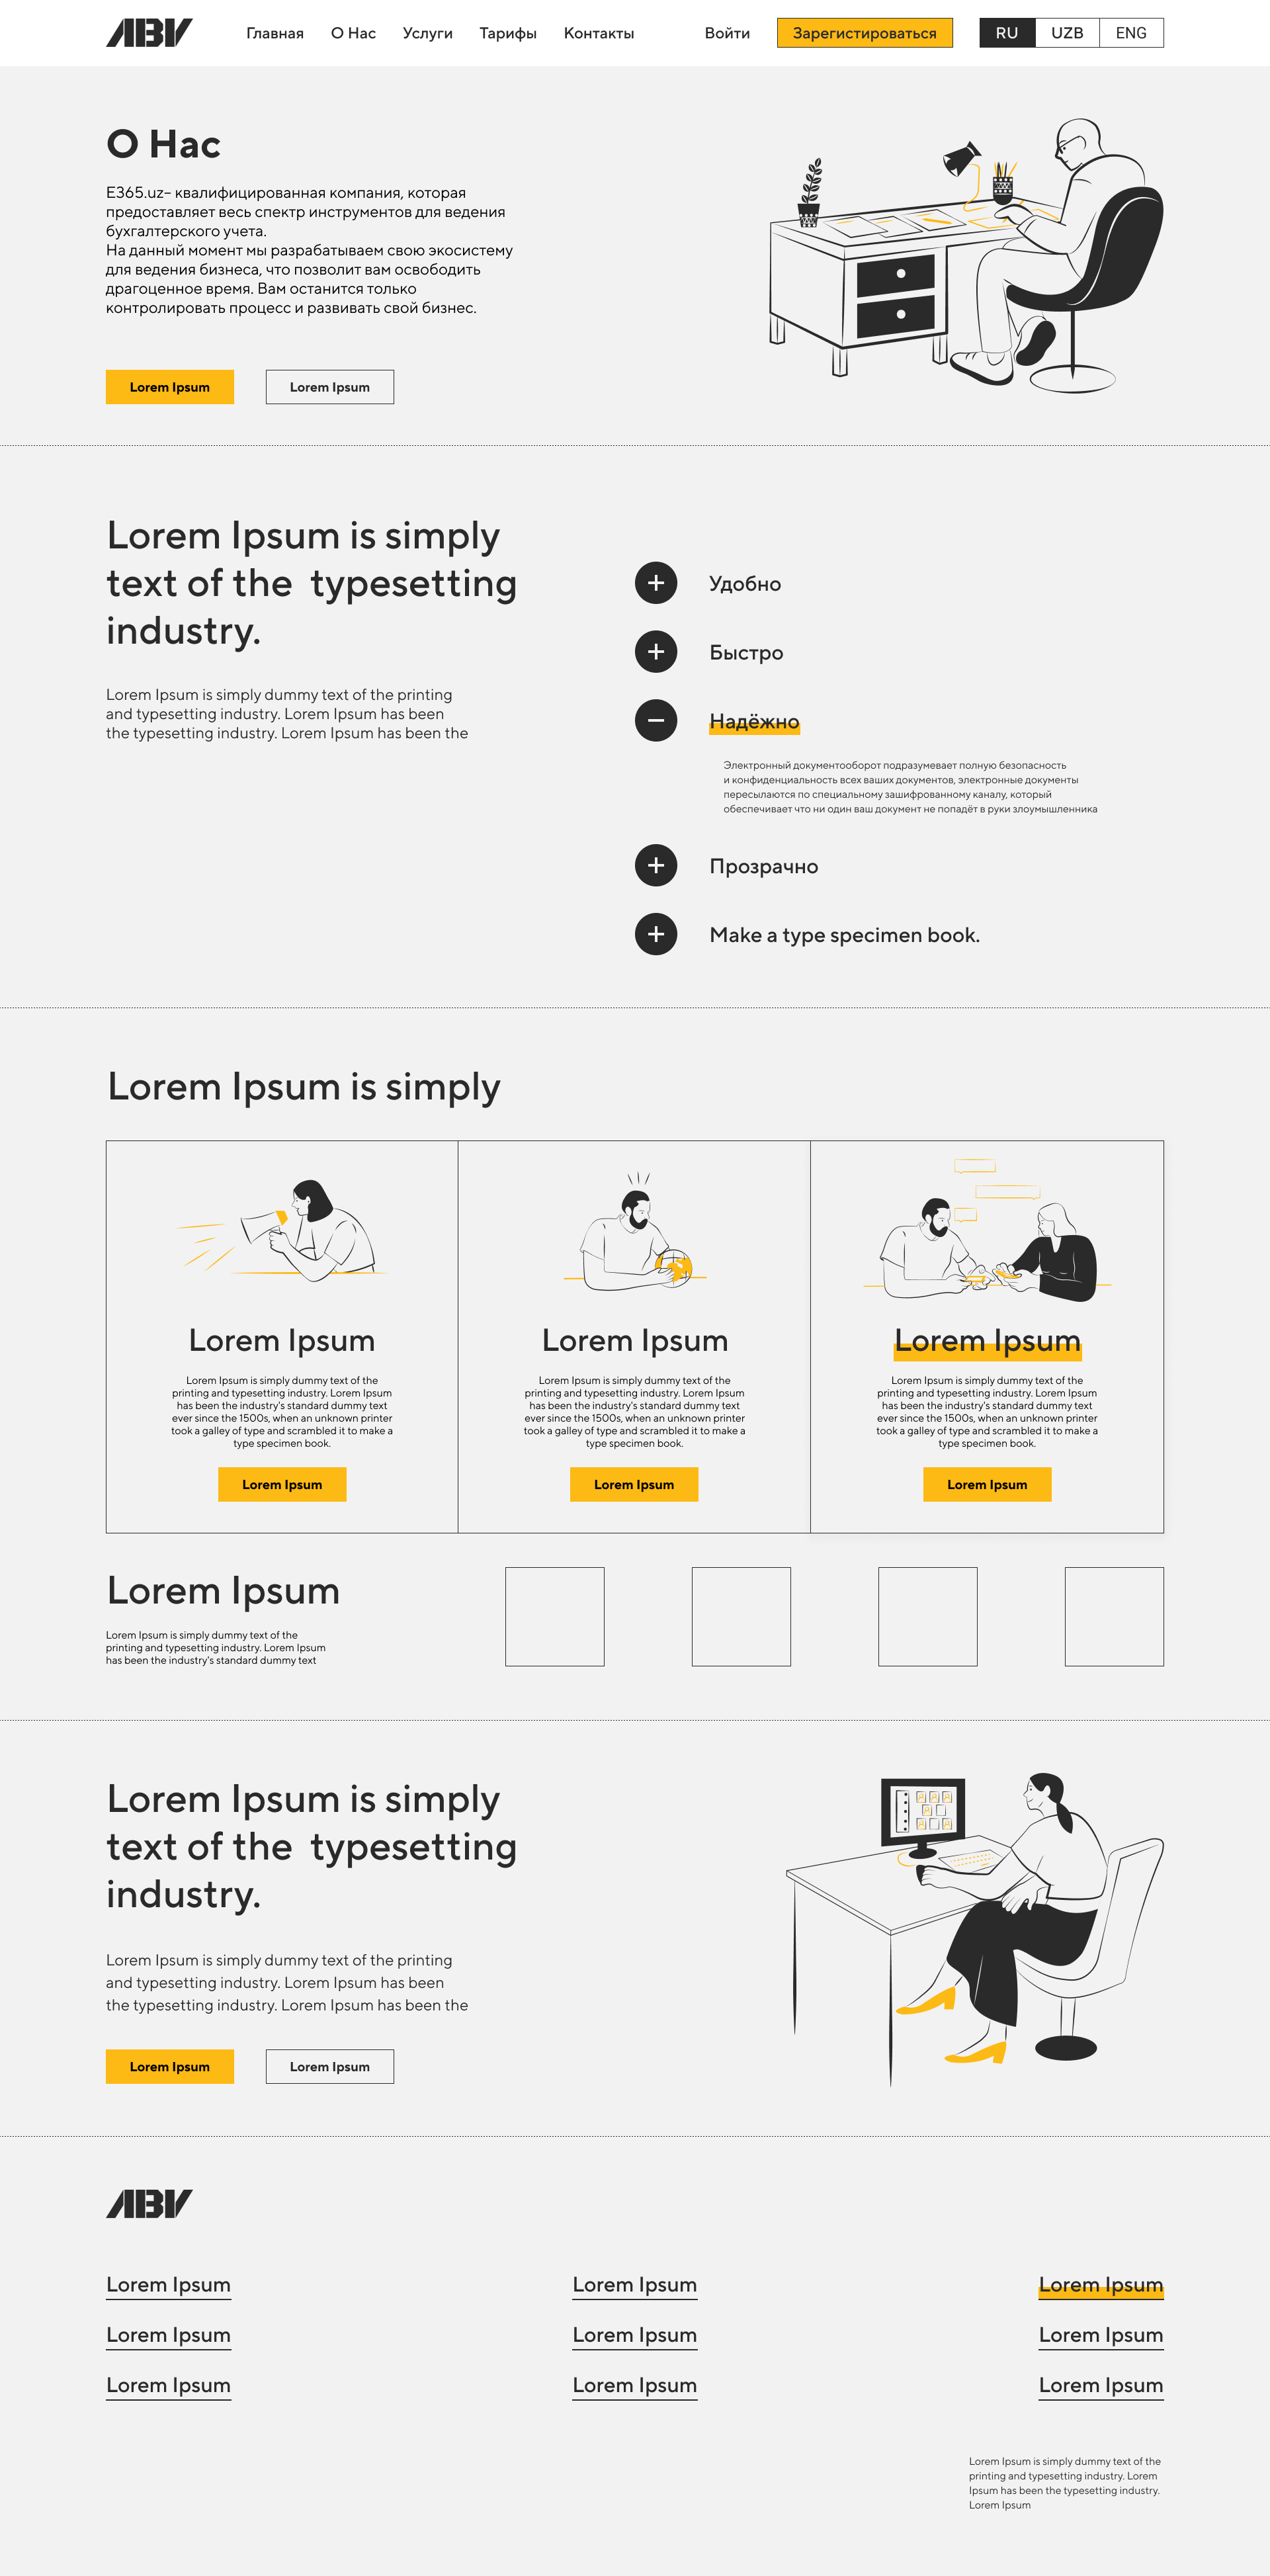 ABV
Главная О Нас Услуги Тарифы Контакты Войти Зарегистироваться RU UZB ENG
О Нас
E365.uz– квалифицированная компания, которая
предоставляет весь спектр инструментов для ведения
бухгалтерского учета.
На данный момент мы разрабатываем свою экосистему
для ведения бизнеса, что позволит вам освободить
драгоценное время. Вам останится только
контролировать процесс и развивать свой бизнес.
Lorem Ipsum Lorem Ipsum
Lorem Ipsum is simply
text of the typesetting
industry.
Lorem Ipsum is simply dummy text of the printing
and typesetting industry. Lorem Ipsum has been
the typesetting industry. Lorem Ipsum has been the
Удобно
Быстро
Надёжно
Электронный документооборот подразумевает полную безопасность
и конфиденциальность всех ваших документов, электронные документы
пересылаются по специальному зашифрованному каналу, который
обеспечивает что ни один ваш документ не попадёт в руки злоумышленника
Прозрачно
Make a type specimen book.
Lorem Ipsum is simply
Lorem Ipsum
Lorem Ipsum is simply dummy text of the
printing and typesetting industry. Lorem Ipsum
has been the industry's standard dummy text
ever since the 1500s, when an unknown printer
took a galley of type and scrambled it to make a
type specimen book.
Lorem Ipsum
Lorem Ipsum
Lorem Ipsum is simply dummy text of the
printing and typesetting industry. Lorem Ipsum
has been the industry's standard dummy text
ever since the 1500s, when an unknown printer
took a galley of type and scrambled it to make a
type specimen book.
Lorem Ipsum
Lorem Ipsum
Lorem Ipsum is simply dummy text of the
printing and typesetting industry. Lorem Ipsum
has been the industry's standard dummy text
ever since the 1500s, when an unknown printer
took a galley of type and scrambled it to make a
type specimen book.
Lorem Ipsum
Lorem Ipsum
Lorem Ipsum is simply dummy text of the
printing and typesetting industry. Lorem Ipsum
has been the industry's standard dummy text
Lorem Ipsum is simply
text of the typesetting
industry.
Lorem Ipsum is simply dummy text of the printing
and typesetting industry. Lorem Ipsum has been
the typesetting industry. Lorem Ipsum has been the
Lorem Ipsum Lorem Ipsum
ABV
Lorem Ipsum Lorem Ipsum Lorem Ipsum
Lorem Ipsum Lorem Ipsum Lorem Ipsum
Lorem Ipsum Lorem Ipsum Lorem Ipsum
Lorem Ipsum is simply dummy text of the
printing and typesetting industry. Lorem
Ipsum has been the typesetting industry.
Lorem Ipsum